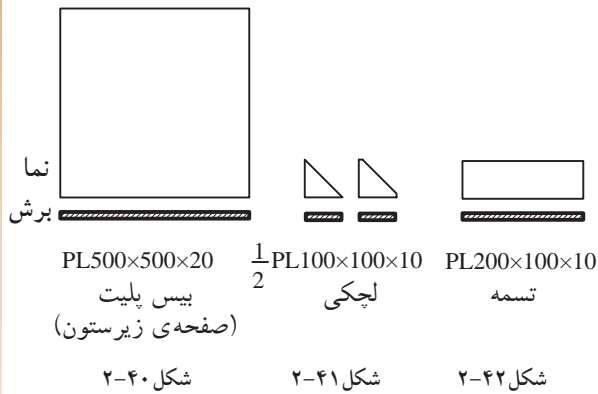 نما
برش
PL500×500×20
بیس پلیت
(صفحه‌ی زیرستون)
شکل ۴۰-۲
1/2 PL100×100×10
لچکی
شکل ۴۱-۲
PL200×100×10
تسمه
شکل ۴۲-۲